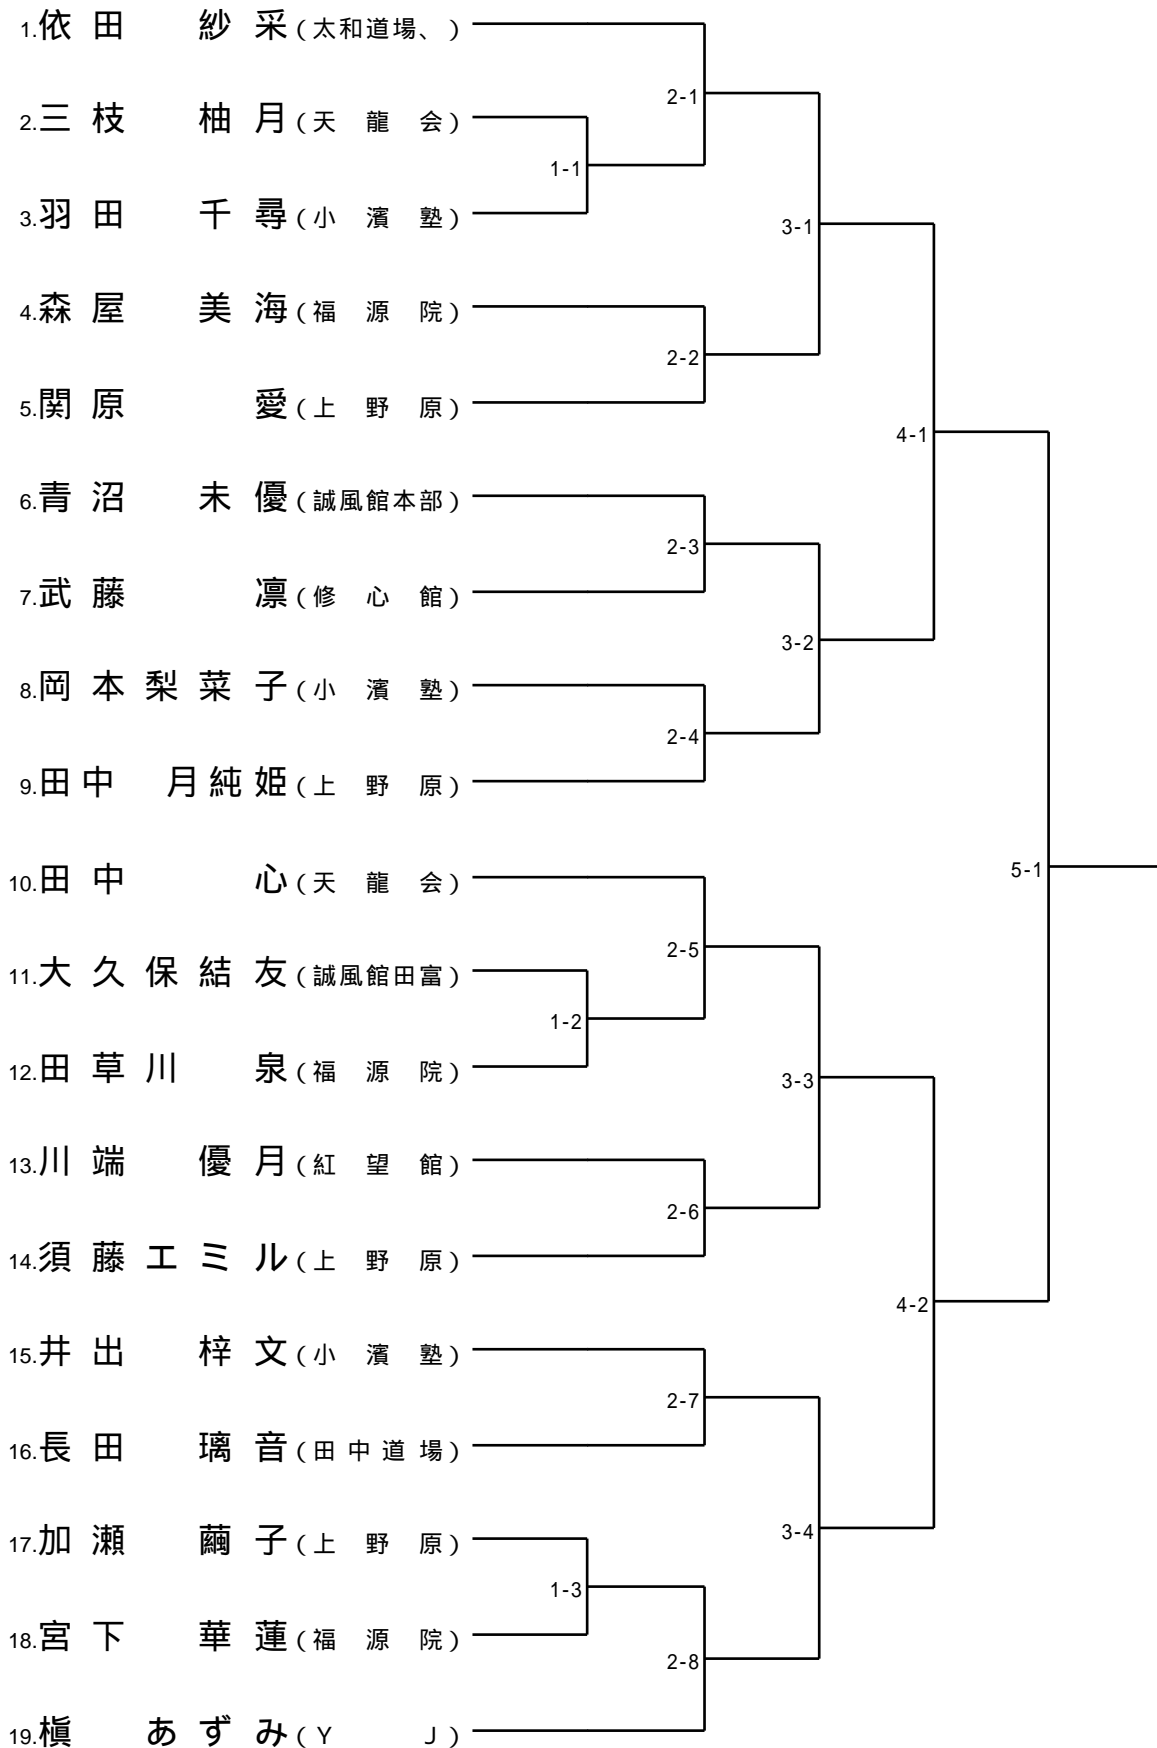 1.依田 紗采(太和道場、)
2-1
2.三枝 柚月(天龍会)
1-1
3.羽田 千尋(小濱塾)
3-1
4.森屋 美海(福源院)
2-2
5.関原 愛(上野原)
4-1
6.青沼 未優(誠風館本部)
2-3
7.武藤 凛(修心館)
3-2
8.岡本梨菜子(小濱塾)
2-4
9.田中 月純姫(上野原)
5-1
10.田中 心(天龍会)
2-5
11.大久保結友(誠風館田富)
1-2
12.田草川 泉(福源院)
3-3
13.川端 優月(紅望館)
2-6
14.須藤エミル(上野原)
4-2
15.井出 梓文(小濱塾)
2-7
16.長田 璃音(田中道場)
3-4
17.加瀬 繭子(上野原)
1-3
18.宮下 華蓮(福源院)
2-8
19.槇 あずみ(Y J)